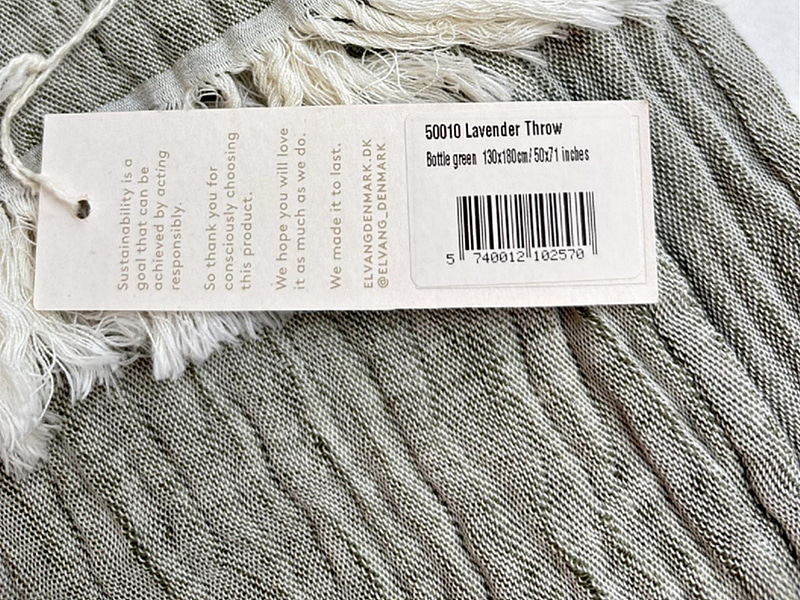 Sustainability is a
goal that can be
achieved by acting
responsibly.
So thank you for
consciously choosing
this product.
We hope you will love
it as much as we do.
We made it to last.
ELVANGDENMARK.DK
@ELVANG_DENMARK
50010 Lavender Throw
Bottle green 130x180cm/ 50x71 inches
5 740012 102570